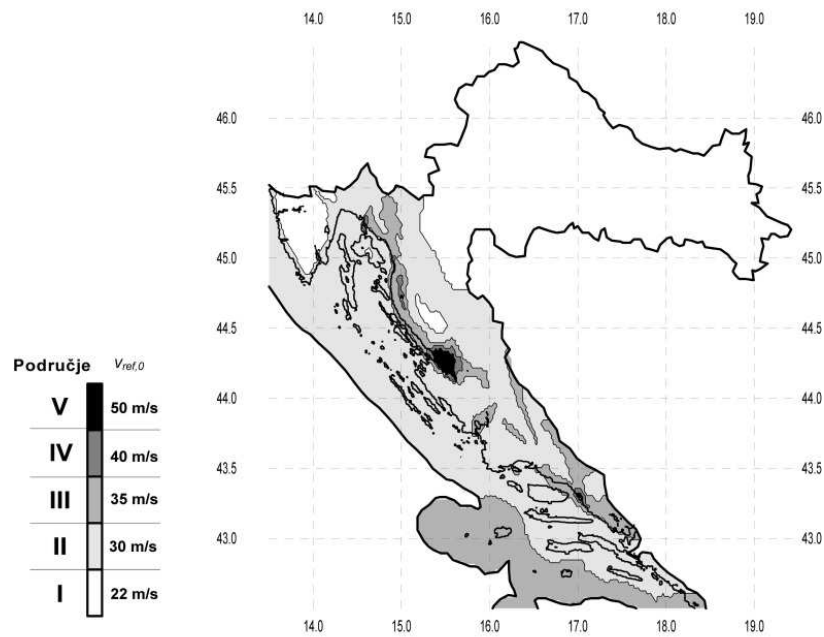 14.0 15.0 16.0 17.0 18.0 19.0
46.0 46.0
45.5 45.5
45.0 45.0
44.5 44.5
44.0 44.0
43.5 43.5
43.0 43.0
14.0 15.0 16.0 17.0 18.0 19.0
Područje Vref,0
V 50 m/s
IV 40 m/s
III 35 m/s
II 30 m/s
I 22 m/s